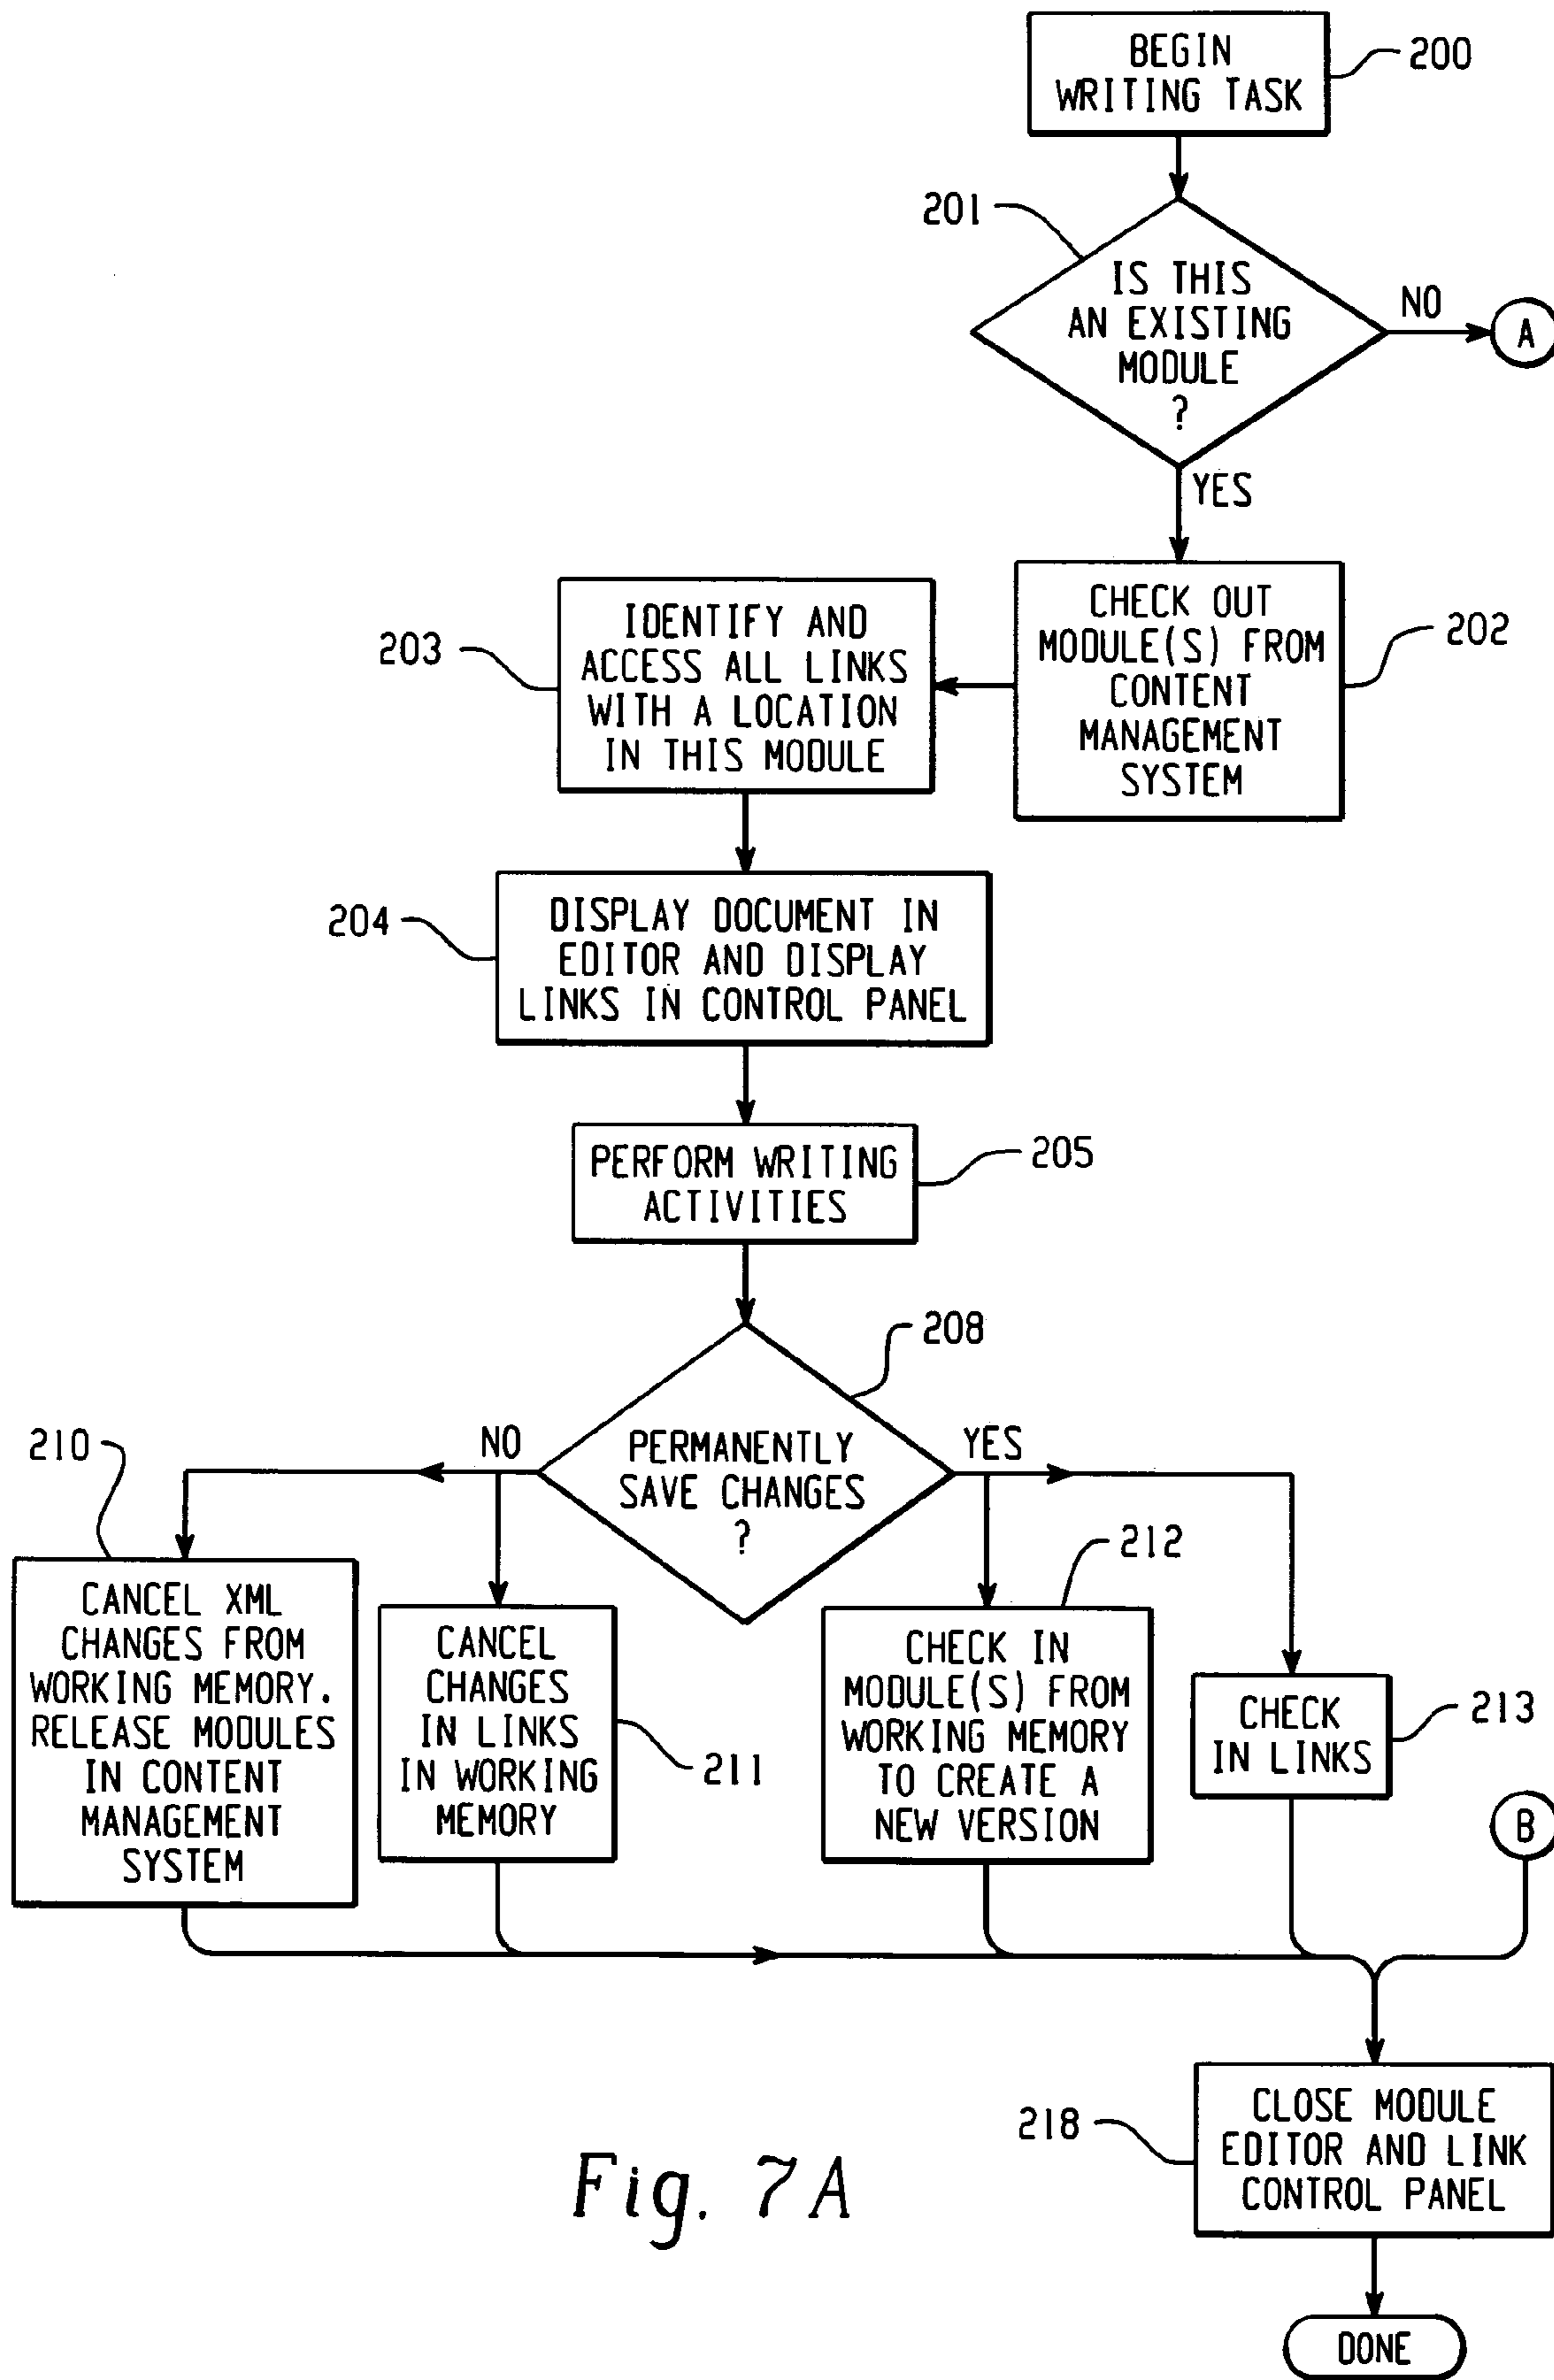 BEGIN
WRITING TASK
200
201
IS THIS
AN EXISTING
MODULE
?
NO
A
YES
CHECK OUT
MODULE(S) FROM
CONTENT
MANAGEMENT
SYSTEM
202
203
IDENTIFY AND
ACCESS ALL LINKS
WITH A LOCATION
IN THIS MODULE
204
DISPLAY DOCUMENT IN
EDITOR AND DISPLAY
LINKS IN CONTROL PANEL
PERFORM WRITING
ACTIVITIES
205
208
PERMANENTLY
SAVE CHANGES
?
NO
YES
210
CANCEL XML
CHANGES FROM
WORKING MEMORY.
RELEASE MODULES
IN CONTENT
MANAGEMENT
SYSTEM
CANCEL
CHANGES
IN LINKS
IN WORKING
MEMORY
211
212
CHECK IN
MODULE(S) FROM
WORKING MEMORY
TO CREATE A
NEW VERSION
CHECK
IN LINKS
213
B
218
CLOSE MODULE
EDITOR AND LINK
CONTROL PANEL
DONE
Fig. 7A